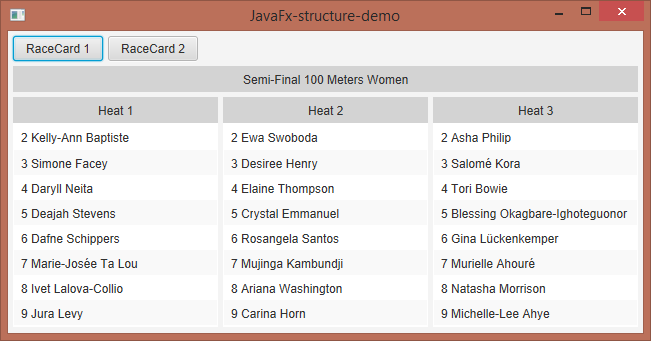 JavaFx-structure-demo
RaceCard 1 RaceCard 2
Semi-Final 100 Meters Women
Heat 1
2 Kelly-Ann Baptiste
3 Simone Facey
4 Daryll Neita
5 Deajah Stevens
6 Dafne Schippers
7 Marie-Josée Ta Lou
8 Ivet Lalova-Collio
9 Jura Levy
Heat 2
2 Ewa Swoboda
3 Desiree Henry
4 Elaine Thompson
5 Crystal Emmanuel
6 Rosangela Santos
7 Mujinga Kambundji
8 Ariana Washington
9 Carina Horn
Heat 3
2 Asha Philip
3 Salomé Kora
4 Tori Bowie
5 Blessing Okagbare-Ighoteguonor
6 Gina Lückenkemper
7 Murielle Ahouré
8 Natasha Morrison
9 Michelle-Lee Ahye